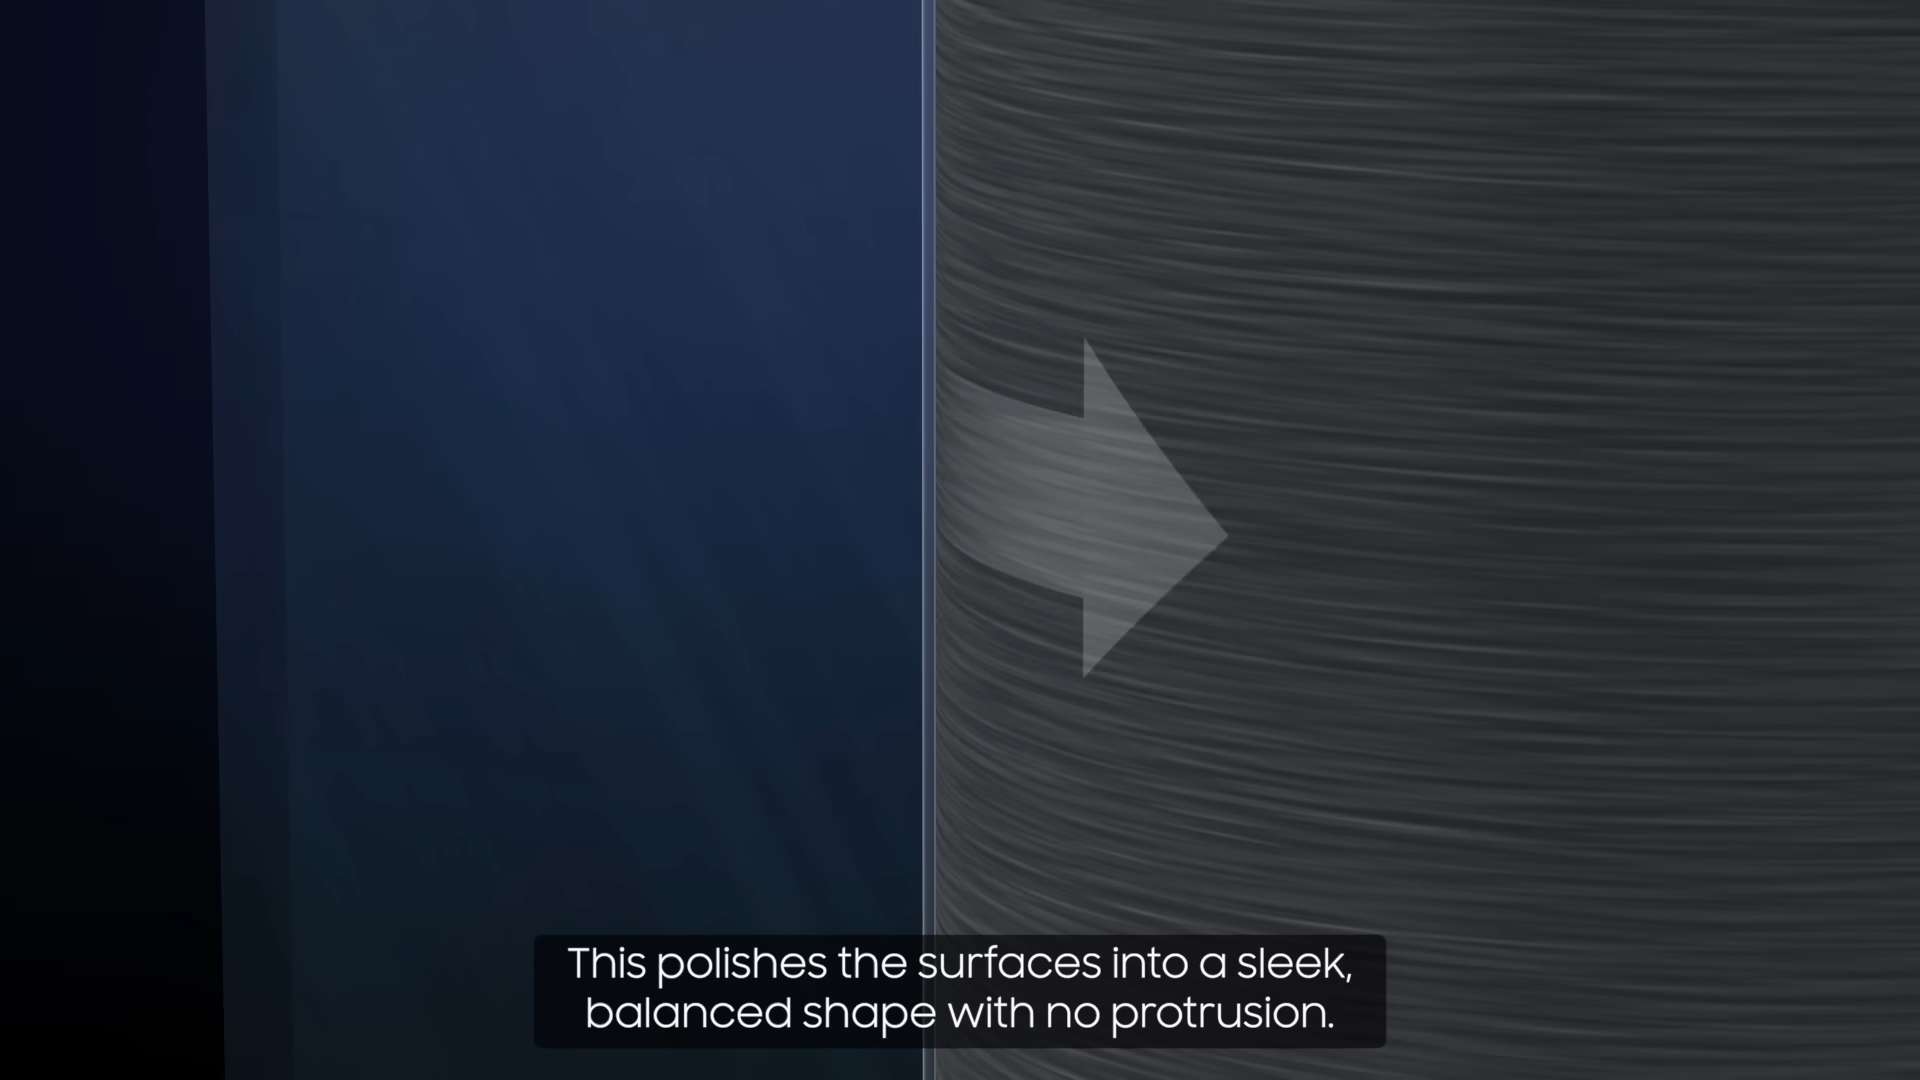 This polishes the surfaces into a sleek,
balanced shape with no protrusion.